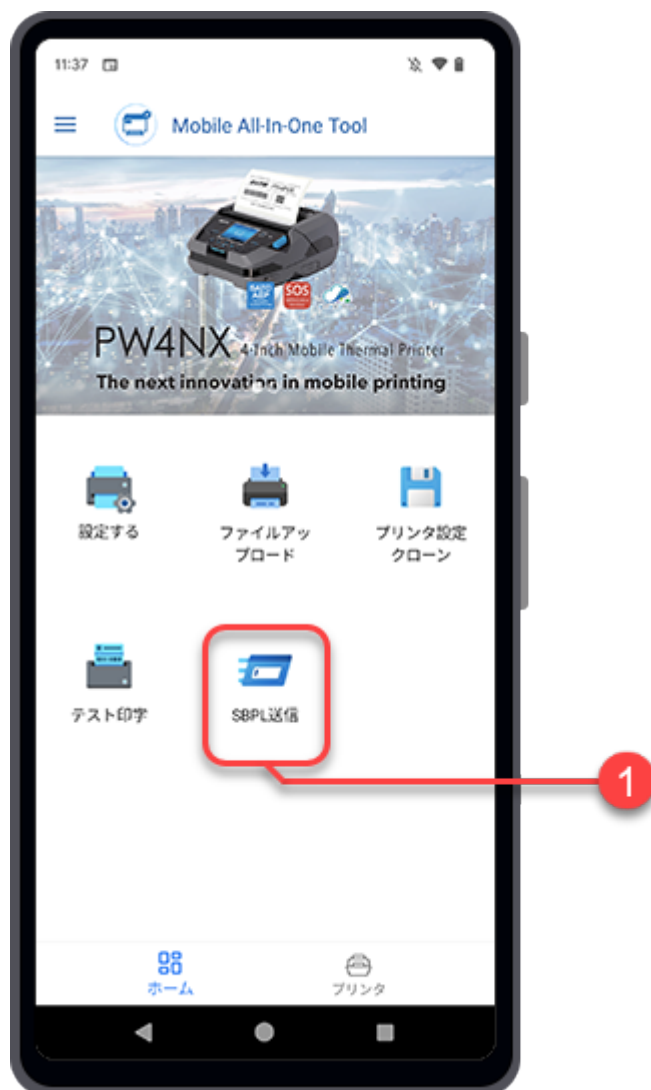 11:37
Mobile All-In-One Tool
SATO
AEP
SOS
PW4NX 4-Inch Mobile Thermal Printer
The next innovation in mobile printing
設定する
ファイルアッ
プロード
プリンタ設定
クローン
テスト印字
SBPL送信
1
ホーム
プリンタ